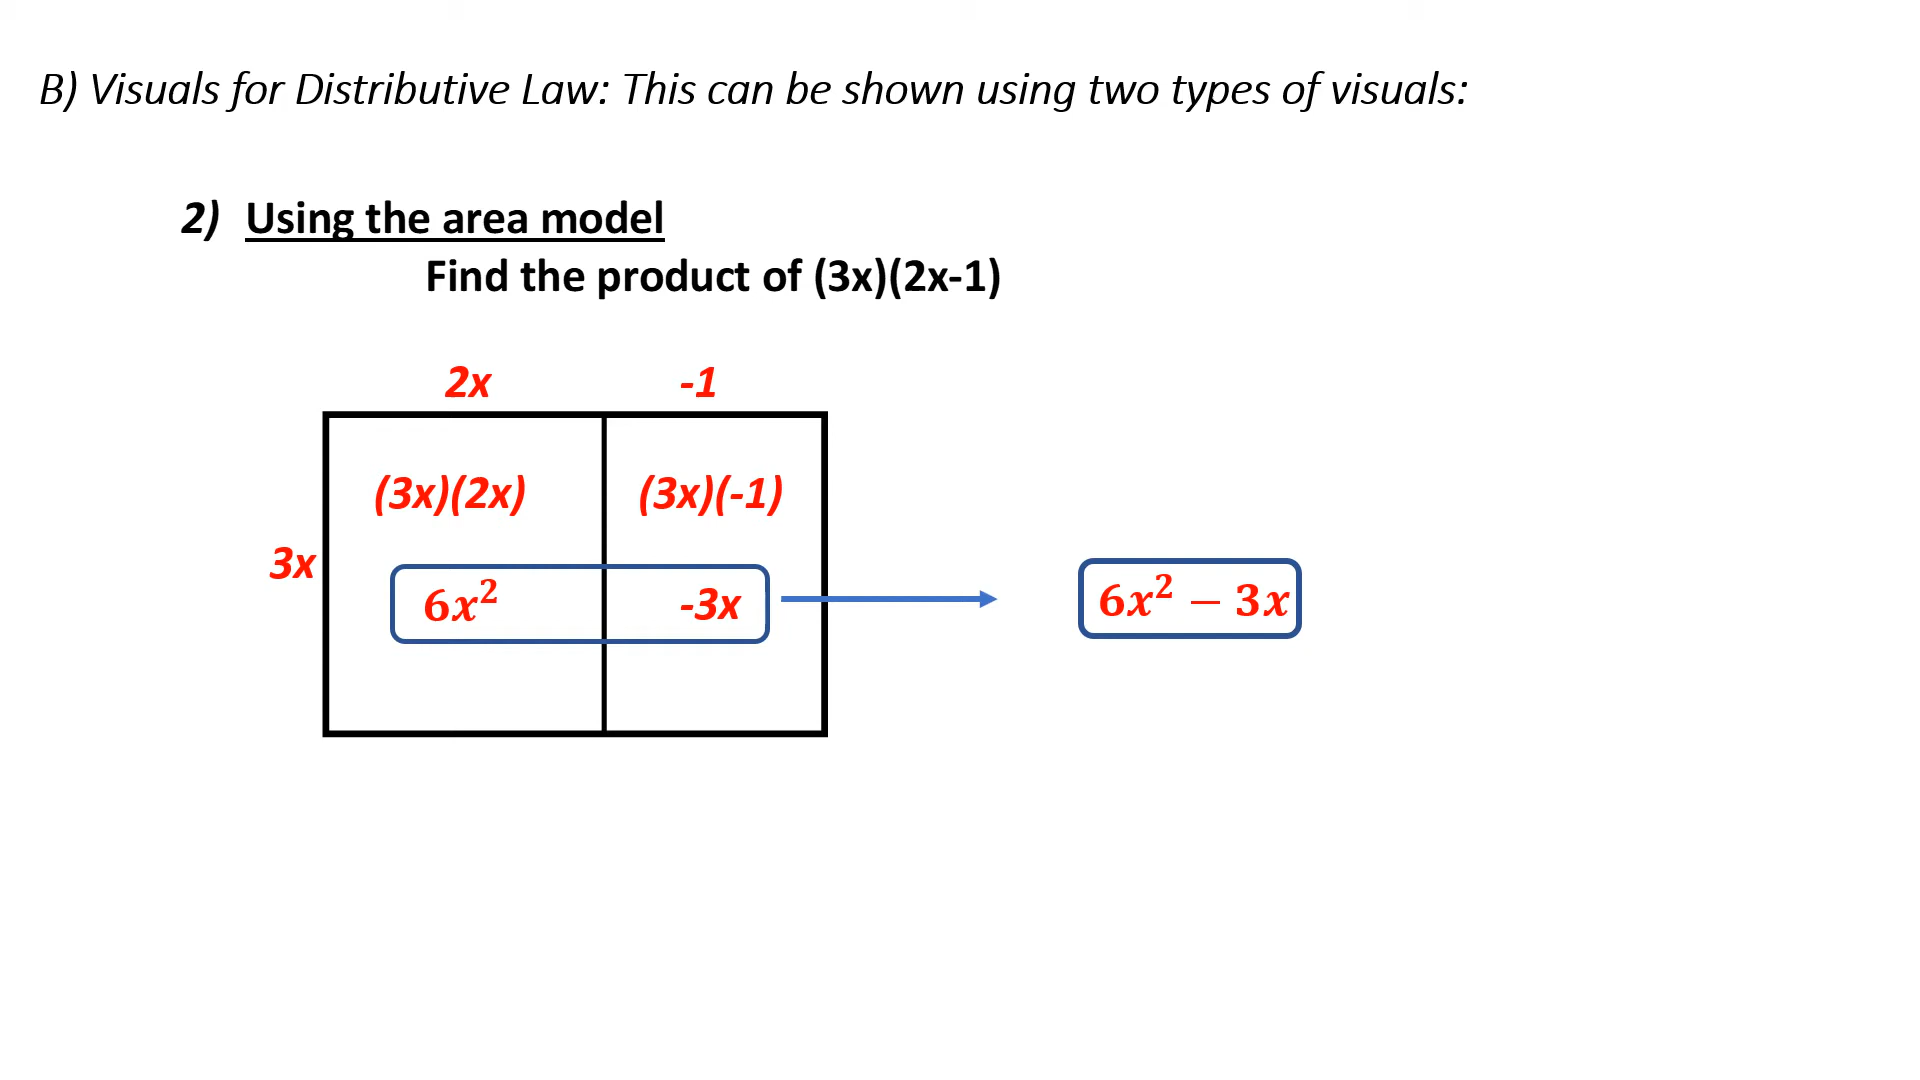 B) Visuals for Distributive Law: This can be shown using two types of visuals:
2) Using the area model
Find the product of (3x)(2x-1)
2x -1
(3x)(2x) (3x)(-1)
3x
6x² -3x
6x² – 3x